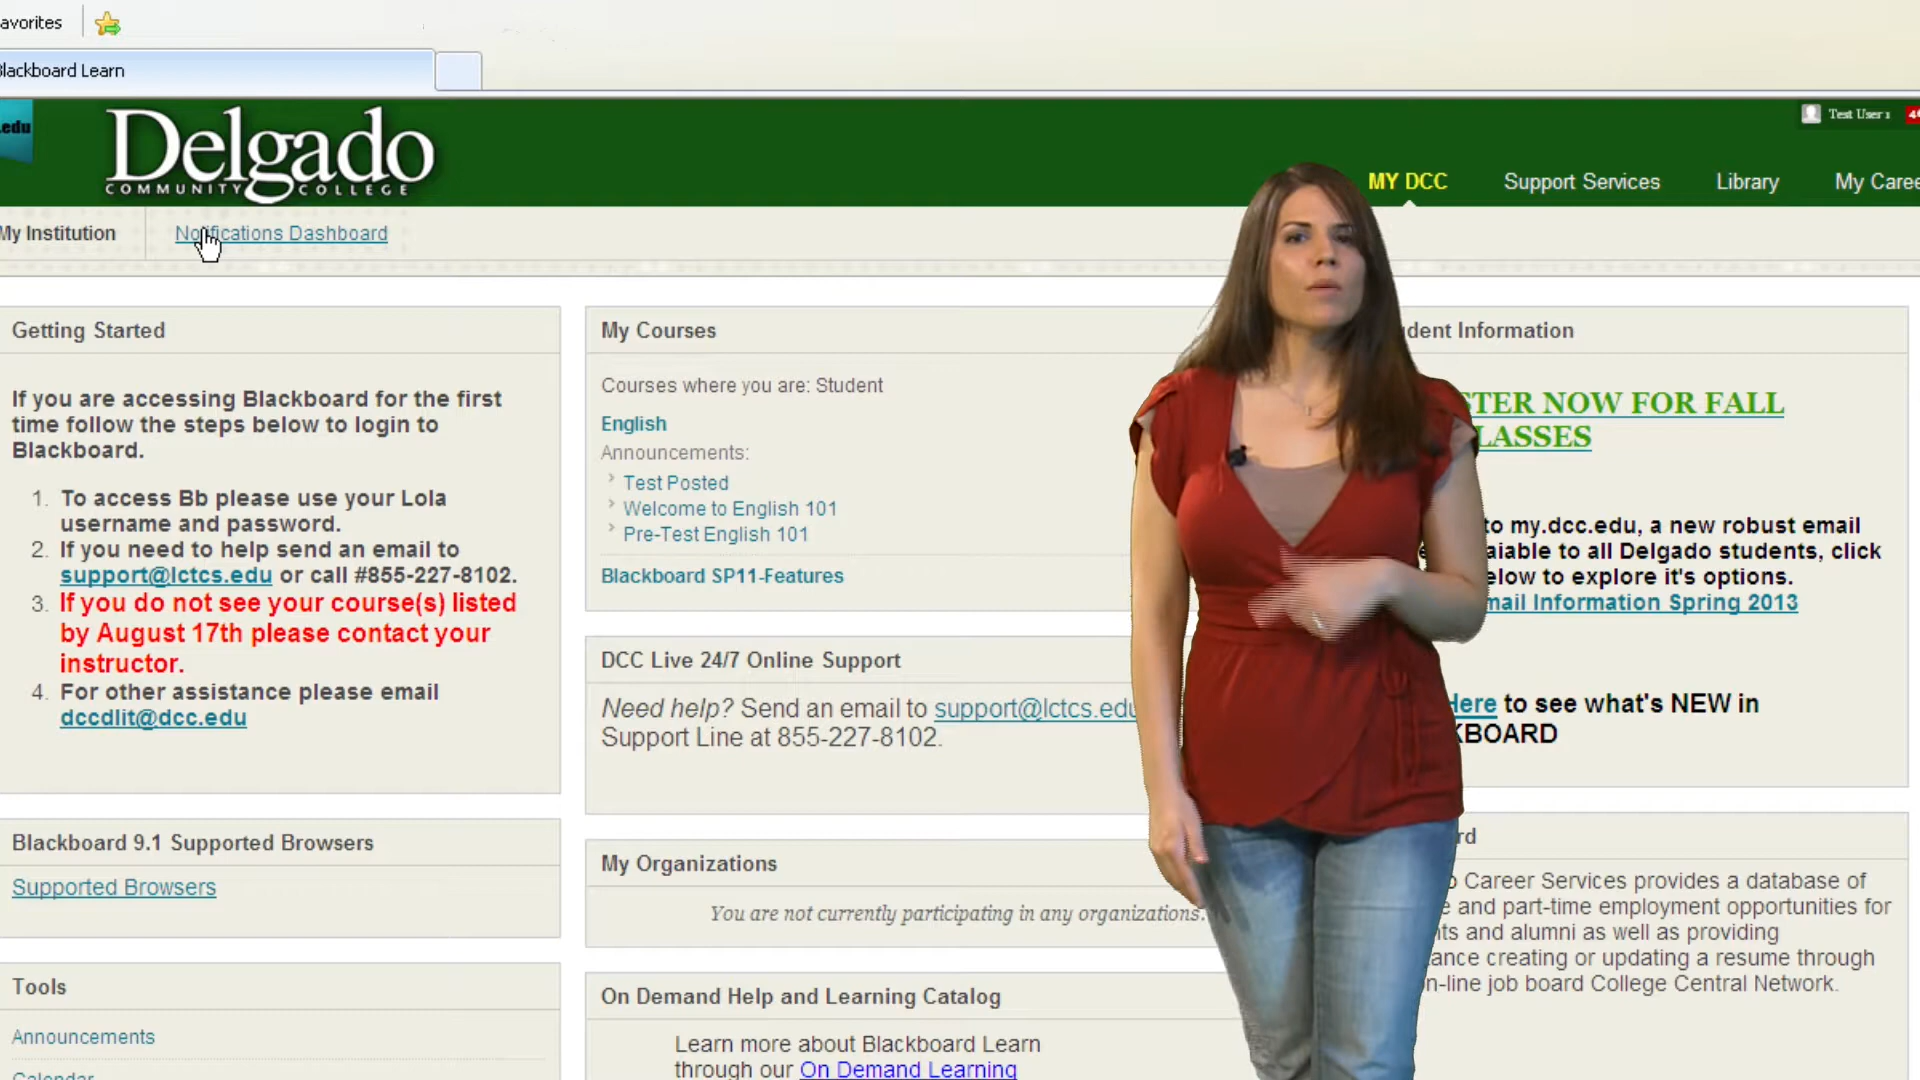 avorites
Blackboard Learn
.edu
Delgado
COMMUNITY COLLEGE
Test User 1
MY DCC
Support Services
Library
My Caree
My Institution
Notifications Dashboard
Getting Started
If you are accessing Blackboard for the first
time follow the steps below to login to
Blackboard.
1. To access Bb please use your Lola
username and password.
2. If you need to help send an email to
support@lctcs.edu or call #855-227-8102.
3. If you do not see your course(s) listed
by August 17th please contact your
instructor.
4. For other assistance please email
dccdlit@dcc.edu
Blackboard 9.1 Supported Browsers
Supported Browsers
Tools
Announcements
Calendar
My Courses
Courses where you are: Student
English
Announcements:
Test Posted
Welcome to English 101
Pre-Test English 101
Blackboard SP11-Features
DCC Live 24/7 Online Support
Need help? Send an email to support@lctcs.edu
Support Line at 855-227-8102.
My Organizations
You are not currently participating in any organizations.
On Demand Help and Learning Catalog
Learn more about Blackboard Learn
through our On Demand Learning
dent Information
STER NOW FOR FALL
LASSES
to my.dcc.edu, a new robust email
aiable to all Delgado students, click
elow to explore it's options.
mail Information Spring 2013
Here to see what's NEW in
KBOARD
rd
o Career Services provides a database of
e and part-time employment opportunities for
nts and alumni as well as providing
ance creating or updating a resume through
n-line job board College Central Network.